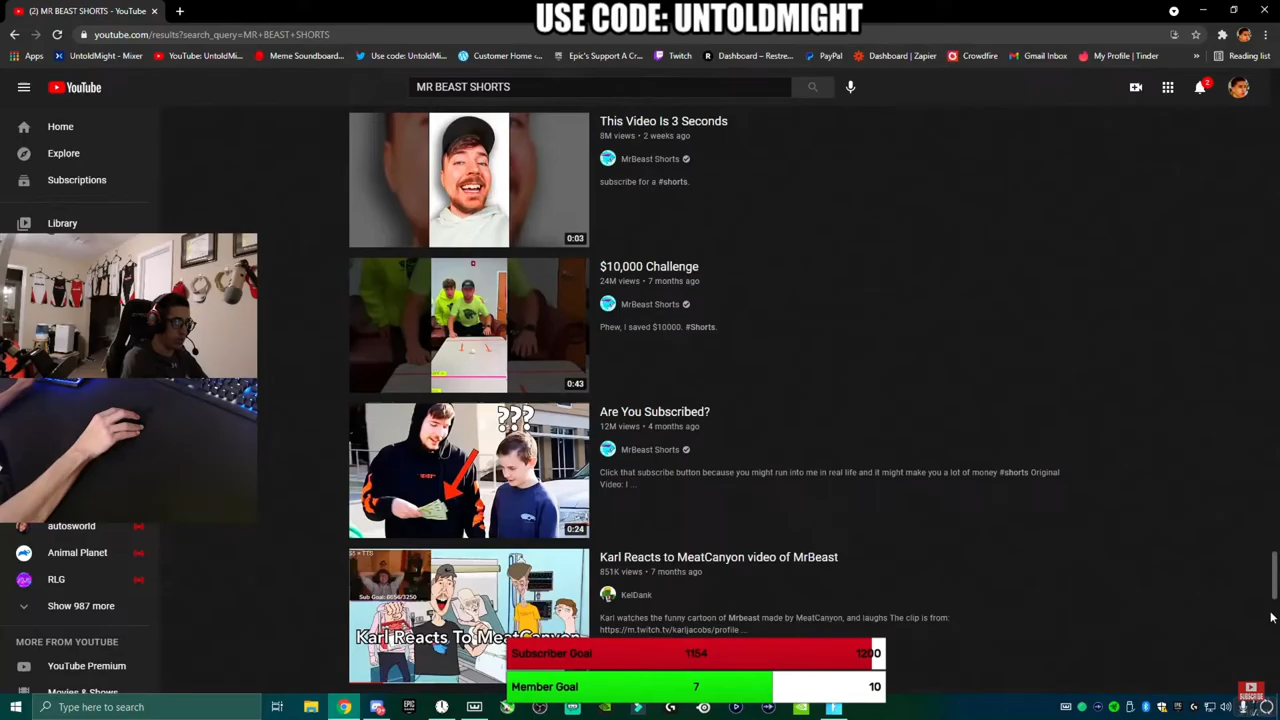 USE CODE: UNTOLDMIGHT
(2) MR BEAST SHORTS - YouTube
youtube.com/results?search_query=MR+BEAST+SHORTS
UntoldMight - Mixer
YouTube: UntoldMi...
Meme Soundboard...
Use code: UntoldMi...
Customer Home -...
Epic's Support A Cr...
Twitch
Dashboard – Restre...
PayPal
Dashboard | Zapier
Crowdfire
Gmail Inbox
My Profile | Tinder
Reading list
YouTube
MR BEAST SHORTS
2
Home
Explore
Subscriptions
Library
This Video Is 3 Seconds
8M views • 2 weeks ago
MrBeast Shorts
subscribe for a #shorts.
0:03
$10,000 Challenge
24M views • 7 months ago
MrBeast Shorts
Phew, I saved $10000. #Shorts.
0:43
???
Are You Subscribed?
12M views • 4 months ago
MrBeast Shorts
Click that subscribe button because you might run into me in real life and it might make you a lot of money #shorts Original
Video: I ...
0:24
autosworld
Animal Planet
RLG
Show 987 more
MORE FROM YOUTUBE
YouTube Premium
Movies & Shows
Sub Goal: 6654/3250
Karl Reacts To MeatCanyon
Karl Reacts to MeatCanyon video of MrBeast
851K views • 7 months ago
KelDank
Karl watches the funny cartoon of Mrbeast made by MeatCanyon, and laughs The clip is from:
https://m.twitch.tv/karljacobs/profile ...
Subscriber Goal 1154 1200
Member Goal 7 10
Type here to search
SUBSCRIBE